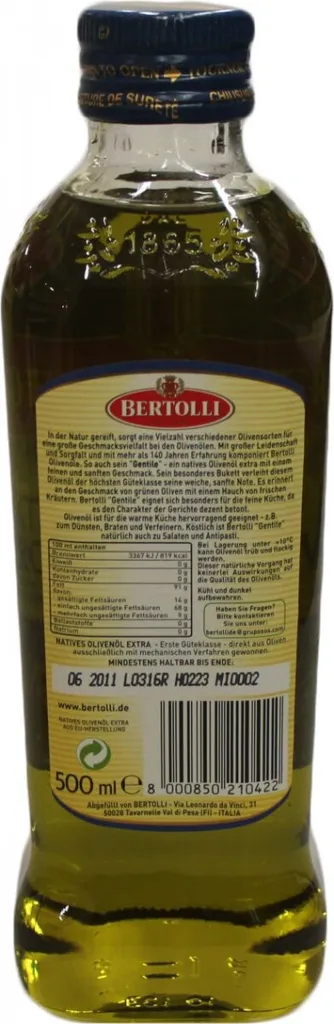 TO OPEN
TURE DE SURETÉ
DAL
1865
BERTOLLI
In der Natur gereift, sorgt eine Vielzahl verschiedener Olivensorten für
eine große Geschmacksvielfalt bei den Olivenölen. Mit großer Leidenschaft
und Sorgfalt und mit mehr als 140 Jahren Erfahrung komponiert Bertolli
Olivenöle. So auch sein "Gentile" - ein natives Olivenöl extra mit einem
feinen und sanften Geschmack. Sein besonderes Bukett verleiht diesem
Olivenöl der höchsten Güteklasse seine weiche, sanfte Note. Es erinnert
an den Geschmack von grünen Oliven mit einem Hauch von frischen
Kräutern. Bertolli "Gentile" eignet sich besonders für die feine Küche, da
es den Charakter der Gerichte dezent betont.
Olivenöl ist für die warme Küche hervorragend geeignet - z.B.
zum Dünsten, Braten und Verfeinern. Köstlich ist Bertolli "Gentile"
natürlich auch zu Salaten und Antipasti.
100 ml enthalten
Brennwert 3367 kJ / 819 kcal
Eiweiß 0 g
Kohlenhydrate 0 g
davon Zucker 0 g
Fett 91 g
davon:
gesättigte Fettsäuren 14 g
einfach ungesättigte Fettsäuren 68 g
mehrfach ungesättigte Fettsäuren 9 g
Ballaststoffe 0 g
Natrium 0 g
Bei Lagerung unter +10°C
kann Olivenöl trüb und flockig
werden.
Dieser natürliche Vorgang hat
keinerlei Auswirkungen auf
die Qualität des Olivenöls.
Kühl und dunkel
aufbewahren.
Haben Sie Fragen?
Bitte kontaktieren
Sie uns unter:
bertollide@gruposos.com
NATIVES OLIVENÖL EXTRA - Erste Güteklasse - direkt aus Oliven
ausschließlich mit mechanischen Verfahren gewonnen.
MINDESTENS HALTBAR BIS ENDE:
06 2011 L0316R H0223 MI0002
www.bertolli.de
NATIVES OLIVENÖL EXTRA
AUS EU-HERSTELLUNG
500 ml e
8 000850 210422
Abgefüllt von BERTOLLI - Via Leonardo da Vinci, 31
50028 Tavarnelle Val di Pesa (FI) - ITALIA